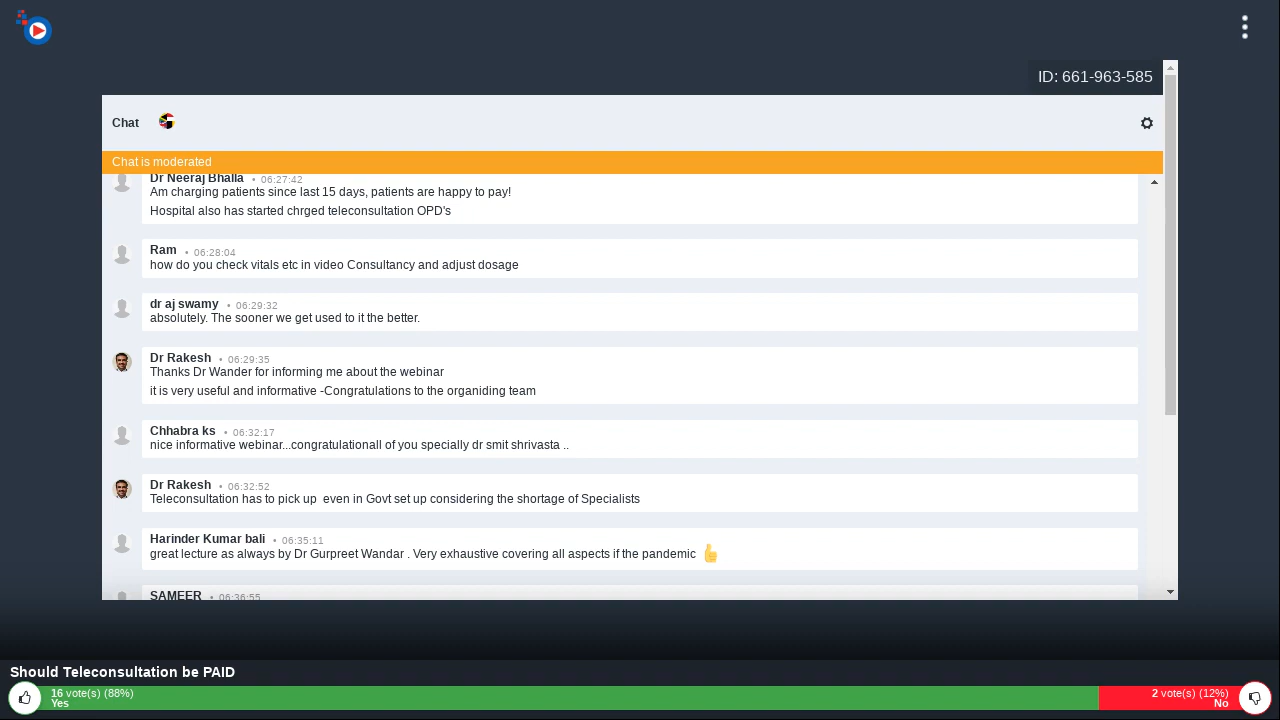 ID: 661-963-585
Chat
Chat is moderated
Dr Neeraj Bhalla • 06:27:42
Am charging patients since last 15 days, patients are happy to pay!
Hospital also has started chrged teleconsultation OPD's
Ram • 06:28:04
how do you check vitals etc in video Consultancy and adjust dosage
dr aj swamy • 06:29:32
absolutely. The sooner we get used to it the better.
Dr Rakesh • 06:29:35
Thanks Dr Wander for informing me about the webinar
it is very useful and informative -Congratulations to the organiding team
Chhabra ks • 06:32:17
nice informative webinar...congratulationall of you specially dr smit shrivasta ..
Dr Rakesh • 06:32:52
Teleconsultation has to pick up  even in Govt set up considering the shortage of Specialists
Harinder Kumar bali • 06:35:11
great lecture as always by Dr Gurpreet Wandar . Very exhaustive covering all aspects if the pandemic
SAMEER • 06:36:55
Should Teleconsultation be PAID
16 vote(s) (88%)
Yes
2 vote(s) (12%)
No